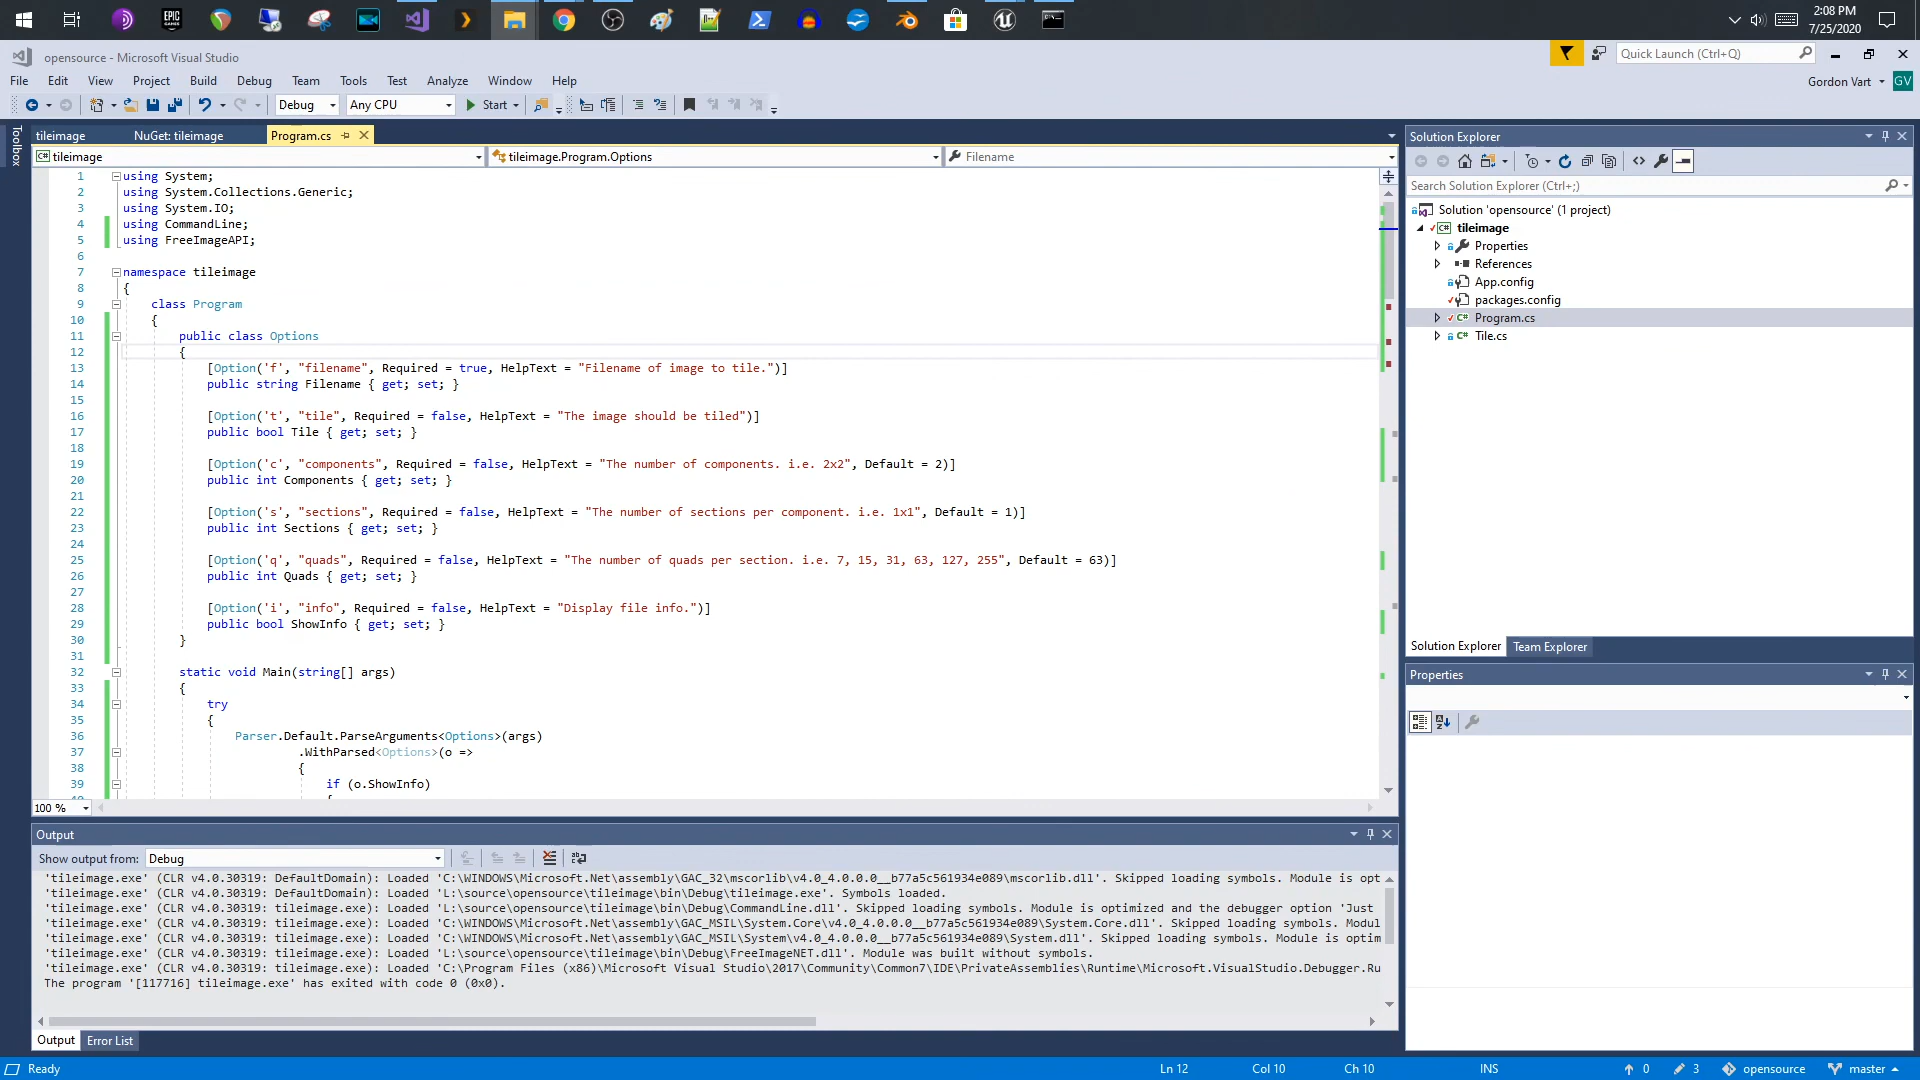 2:08 PM
7/25/2020
opensource - Microsoft Visual Studio
Quick Launch (Ctrl+Q)
File Edit View Project Build Debug Team Tools Test Analyze Window Help
Gordon Vart GV
Debug Any CPU Start
Toolbox
tileimage NuGet: tileimage Program.cs
tileimage tileimage.Program.Options Filename
1 using System;
2 using System.Collections.Generic;
3 using System.IO;
4 using CommandLine;
5 using FreeImageAPI;
6
7 namespace tileimage
8 {
9 class Program
10 {
11 public class Options
12 {
13 [Option('f', "filename", Required = true, HelpText = "Filename of image to tile.")]
14 public string Filename { get; set; }
15
16 [Option('t', "tile", Required = false, HelpText = "The image should be tiled")]
17 public bool Tile { get; set; }
18
19 [Option('c', "components", Required = false, HelpText = "The number of components. i.e. 2x2", Default = 2)]
20 public int Components { get; set; }
21
22 [Option('s', "sections", Required = false, HelpText = "The number of sections per component. i.e. 1x1", Default = 1)]
23 public int Sections { get; set; }
24
25 [Option('q', "quads", Required = false, HelpText = "The number of quads per section. i.e. 7, 15, 31, 63, 127, 255", Default = 63)]
26 public int Quads { get; set; }
27
28 [Option('i', "info", Required = false, HelpText = "Display file info.")]
29 public bool ShowInfo { get; set; }
30 }
31
32 static void Main(string[] args)
33 {
34 try
35 {
36 Parser.Default.ParseArguments<Options>(args)
37 .WithParsed<Options>(o =>
38 {
39 if (o.ShowInfo)
100 %
Solution Explorer
Search Solution Explorer (Ctrl+;)
Solution 'opensource' (1 project)
tileimage
Properties
References
App.config
packages.config
Program.cs
Tile.cs
Solution Explorer Team Explorer
Properties
Output
Show output from: Debug
'tileimage.exe' (CLR v4.0.30319: DefaultDomain): Loaded 'C:\WINDOWS\Microsoft.Net\assembly\GAC_32\mscorlib\v4.0_4.0.0.0__b77a5c561934e089\mscorlib.dll'. Skipped loading symbols. Module is opt
'tileimage.exe' (CLR v4.0.30319: DefaultDomain): Loaded 'L:\source\opensource\tileimage\bin\Debug\tileimage.exe'. Symbols loaded.
'tileimage.exe' (CLR v4.0.30319: tileimage.exe): Loaded 'L:\source\opensource\tileimage\bin\Debug\CommandLine.dll'. Skipped loading symbols. Module is optimized and the debugger option 'Just
'tileimage.exe' (CLR v4.0.30319: tileimage.exe): Loaded 'C:\WINDOWS\Microsoft.Net\assembly\GAC_MSIL\System.Core\v4.0_4.0.0.0__b77a5c561934e089\System.Core.dll'. Skipped loading symbols. Modul
'tileimage.exe' (CLR v4.0.30319: tileimage.exe): Loaded 'C:\WINDOWS\Microsoft.Net\assembly\GAC_MSIL\System\v4.0_4.0.0.0__b77a5c561934e089\System.dll'. Skipped loading symbols. Module is optim
'tileimage.exe' (CLR v4.0.30319: tileimage.exe): Loaded 'L:\source\opensource\tileimage\bin\Debug\FreeImageNET.dll'. Module was built without symbols.
'tileimage.exe' (CLR v4.0.30319: tileimage.exe): Loaded 'C:\Program Files (x86)\Microsoft Visual Studio\2017\Community\Common7\IDE\PrivateAssemblies\Runtime\Microsoft.VisualStudio.Debugger.Ru
The program '[117716] tileimage.exe' has exited with code 0 (0x0).
Output Error List
Ready Ln 12 Col 10 Ch 10 INS 0 3 opensource master